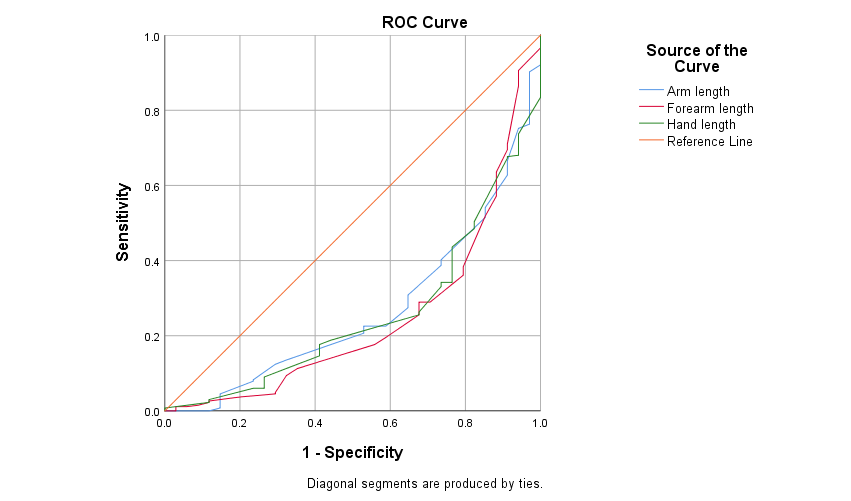 ROC Curve
Source of the
Curve
Arm length
Forearm length
Hand length
Reference Line
Sensitivity
1.0
0.8
0.6
0.4
0.2
0.0
0.0 0.2 0.4 0.6 0.8 1.0
1 - Specificity
Diagonal segments are produced by ties.